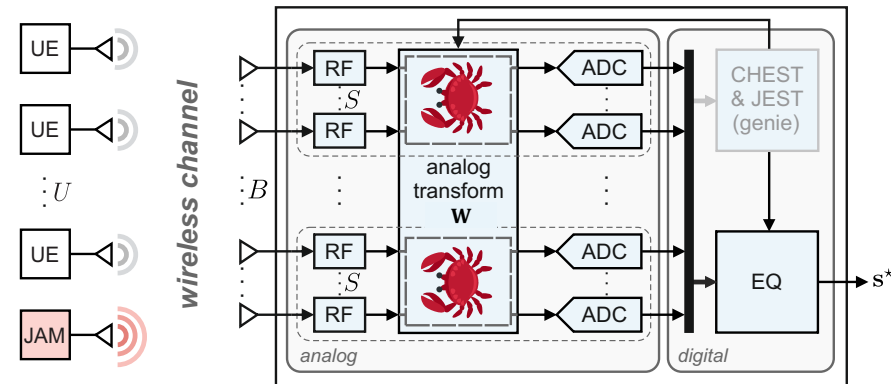 UE
UE
U
UE
JAM
wireless channel
B
RF
S
RF
RF
S
RF
analog
transform
W
ADC
ADC
ADC
ADC
analog
CHEST
& JEST
(genie)
EQ
digital
s*